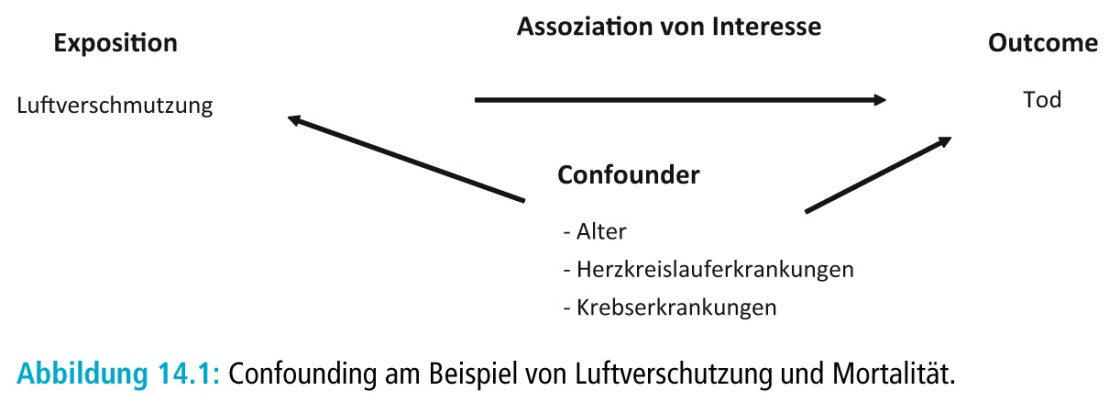 Assoziation von Interesse
Exposition
Outcome
Luftverschmutzung
Tod
Confounder
- Alter
- Herzkreislauferkrankungen
- Krebserkrankungen
Abbildung 14.1: Confounding am Beispiel von Luftverschutzung und Mortalität.